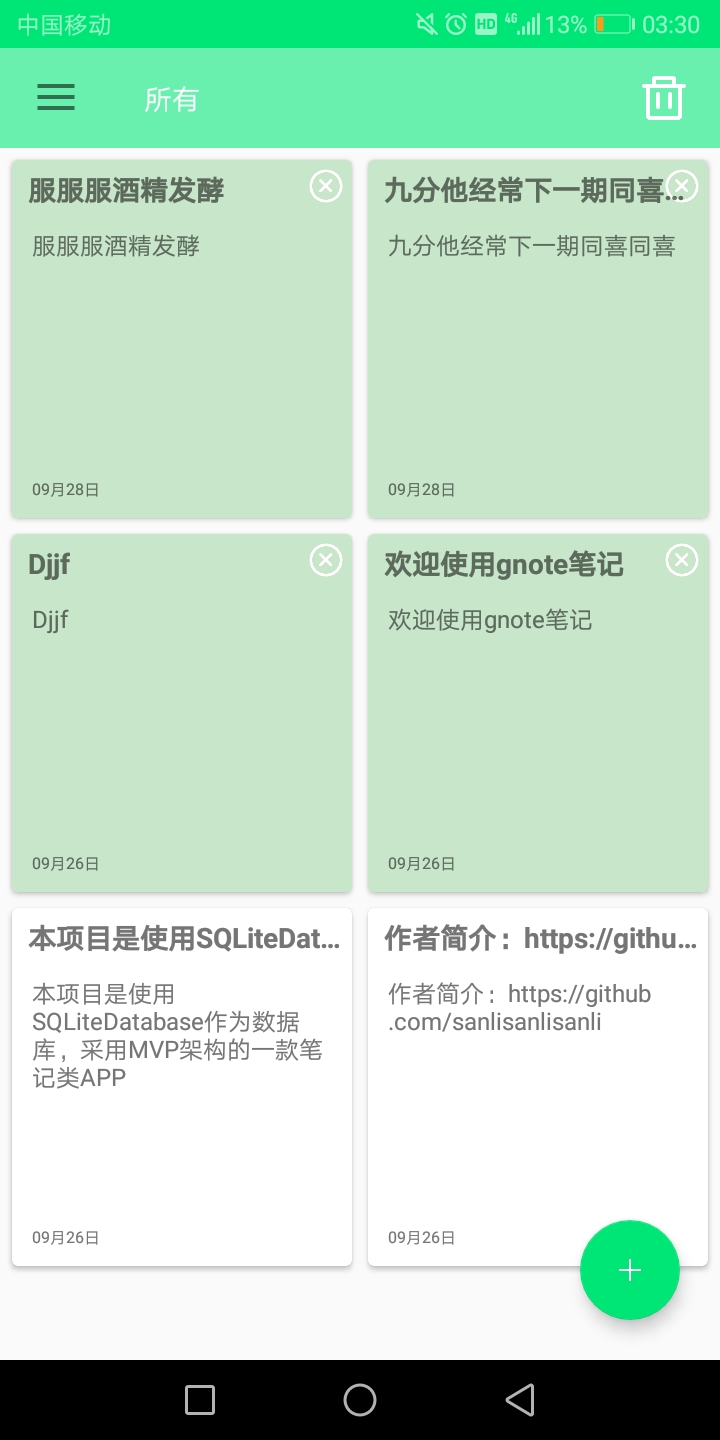 中国移动
HD 4G 13% 03:30
所有
服服服酒精发酵
服服服酒精发酵
09月28日
九分他经常下一期同喜…
九分他经常下一期同喜同喜
09月28日
Djjf
Djjf
09月26日
欢迎使用gnote笔记
欢迎使用gnote笔记
09月26日
本项目是使用SQLiteDat…
本项目是使用
SQLiteDatabase作为数据
库，采用MVP架构的一款笔
记类APP
09月26日
作者简介：https://githu…
作者简介：https://github
.com/sanlisanlisanli
09月26日